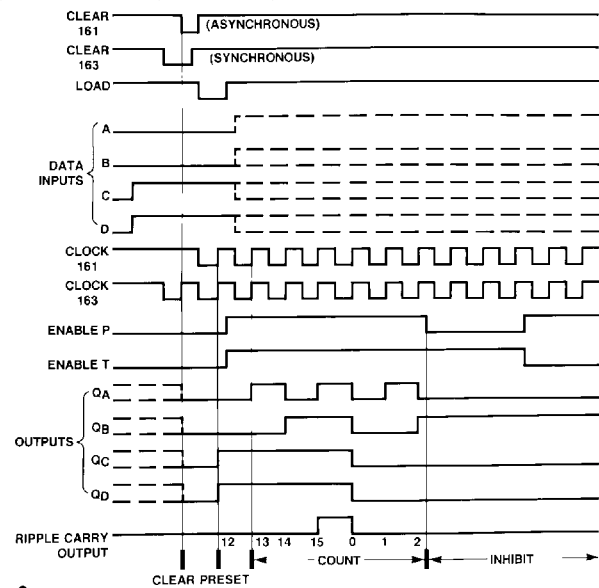 CLEAR
161
(ASYNCHRONOUS)
CLEAR
163
(SYNCHRONOUS)
LOAD
DATA
INPUTS
A
B
C
D
CLOCK
161
CLOCK
163
ENABLE P
ENABLE T
OUTPUTS
QA
QB
QC
QD
RIPPLE CARRY
OUTPUT
12 13 14 15 0 1 2
COUNT
INHIBIT
CLEAR PRESET